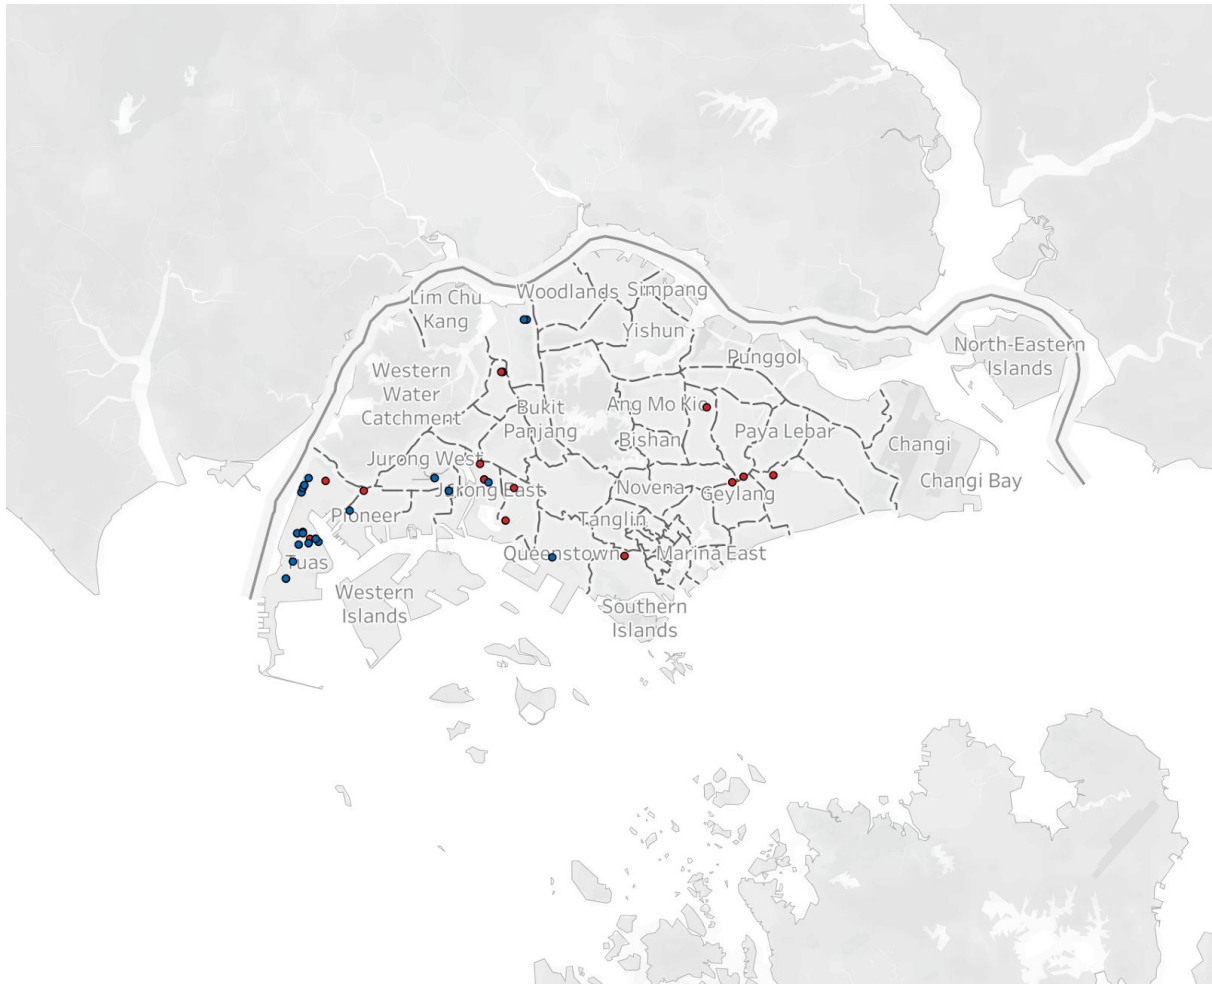 Lim Chu
Kang
Woodlands
Simpang
Yishun
North-Eastern
Islands
Punggol
Western
Water
Catchment
Ang Mo Kio
Bukit
Panjang
Bishan
Paya Lebar
Changi
Jurong West
Changi Bay
Jurong East
Novena
Geylang
Pioneer
Tanglin
Queenstown
Marina East
Tuas
Western
Islands
Southern
Islands